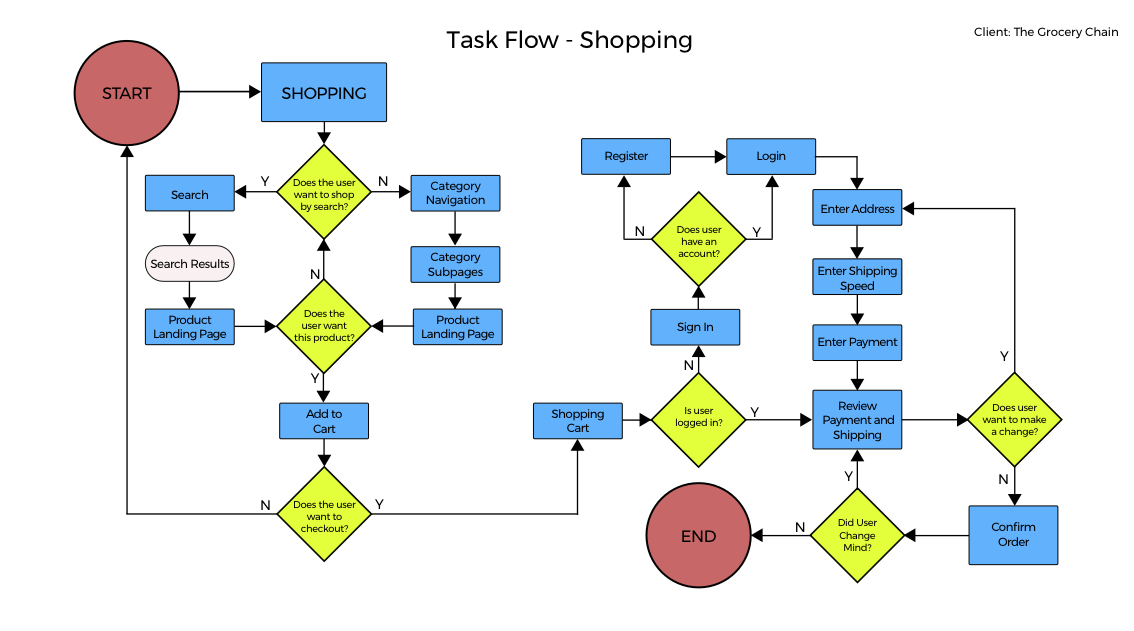 Task Flow - Shopping
Client: The Grocery Chain
START
SHOPPING
Does the user
want to shop
by search?
Y
N
Search
Category
Navigation
Search Results
Category
Subpages
Product
Landing Page
N
Does the
user want
this product?
Product
Landing Page
Y
Add to
Cart
Does the user
want to
checkout?
N
Y
Shopping
Cart
Is user
logged in?
N
Y
Sign In
Does user
have an
account?
N
Y
Register
Login
Enter Address
Enter Shipping
Speed
Enter Payment
Review
Payment and
Shipping
Does user
want to make
a change?
Y
N
Confirm
Order
Did User
Change
Mind?
Y
N
END